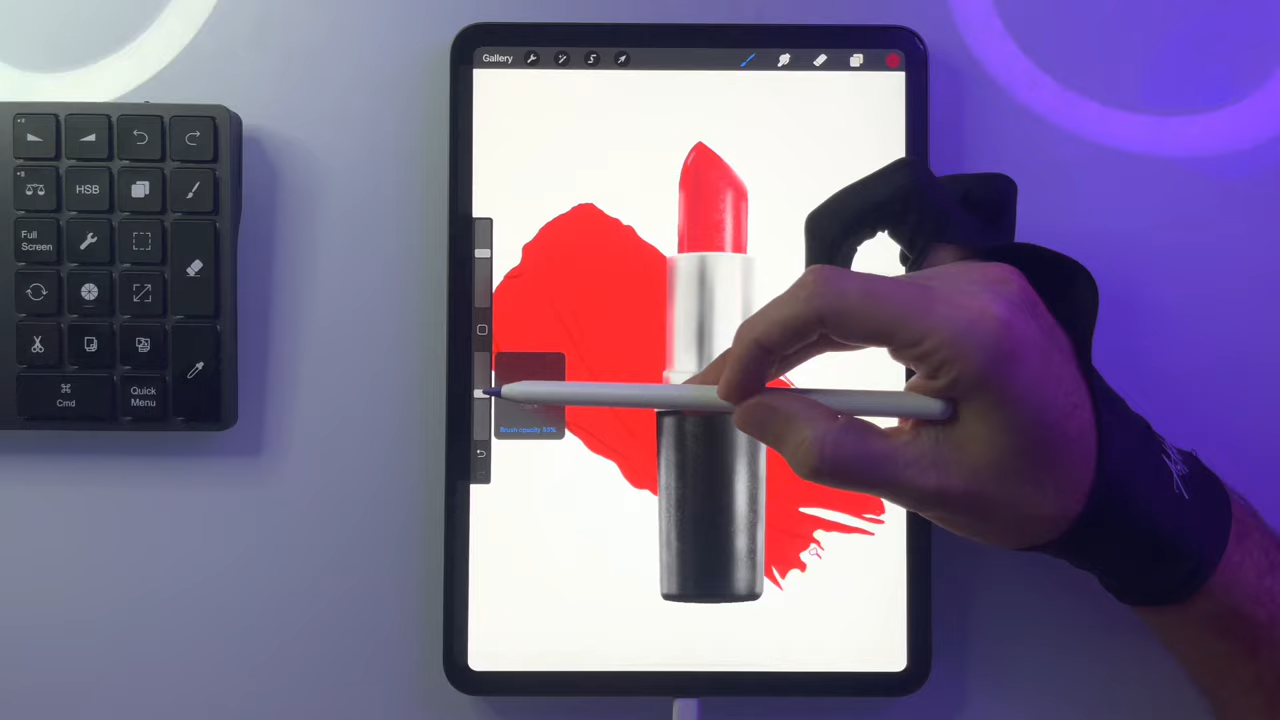 Gallery
HSB
Full
Screen
Brush opacity 53%
⌘
Cmd
Quick
Menu